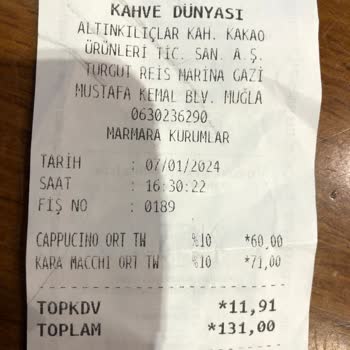 KAHVE DÜNYASI
ALTINKILIÇLAR KAH. KAKAO
ÜRÜNLERİ TİC. SAN. A.Ş.
TURGUT REİS MARİNA GAZİ
MUSTAFA KEMAL BLV. MUĞLA
0630236290
MARMARA KURUMLAR
TARİH : 07/01/2024
SAAT : 16:30:22
FİŞ NO : 0189
CAPPUCINO ORT TW %10 *60,00
KARA MACCHI ORT TW %10 *71,00
TOPKDV *11,91
TOPLAM *131,00